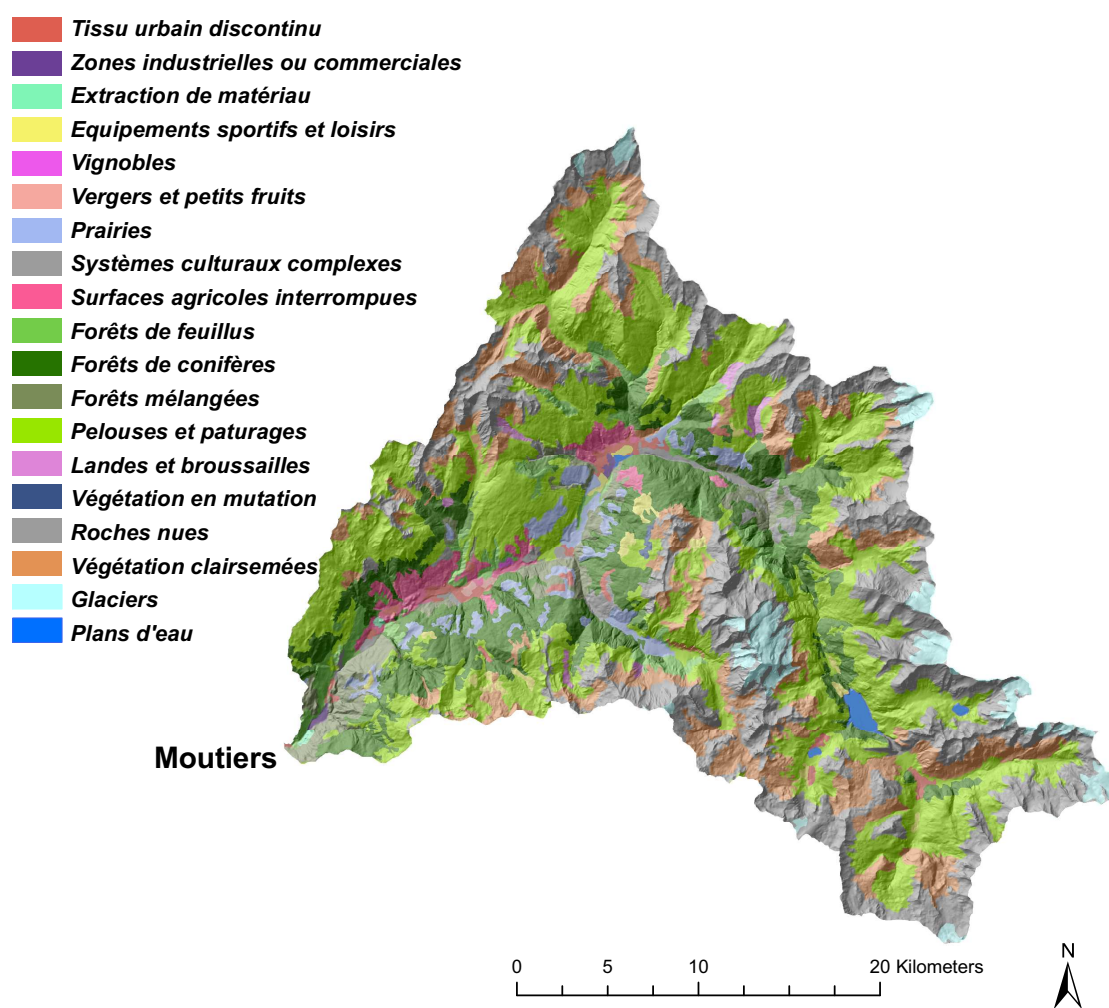 Tissu urbain discontinu
Zones industrielles ou commerciales
Extraction de matériau
Equipements sportifs et loisirs
Vignobles
Vergers et petits fruits
Prairies
Systèmes culturaux complexes
Surfaces agricoles interrompues
Forêts de feuillus
Forêts de conifères
Forêts mélangées
Pelouses et paturages
Landes et broussailles
Végétation en mutation
Roches nues
Végétation clairsemées
Glaciers
Plans d'eau
Moutiers
0 5 10 20 Kilometers
N